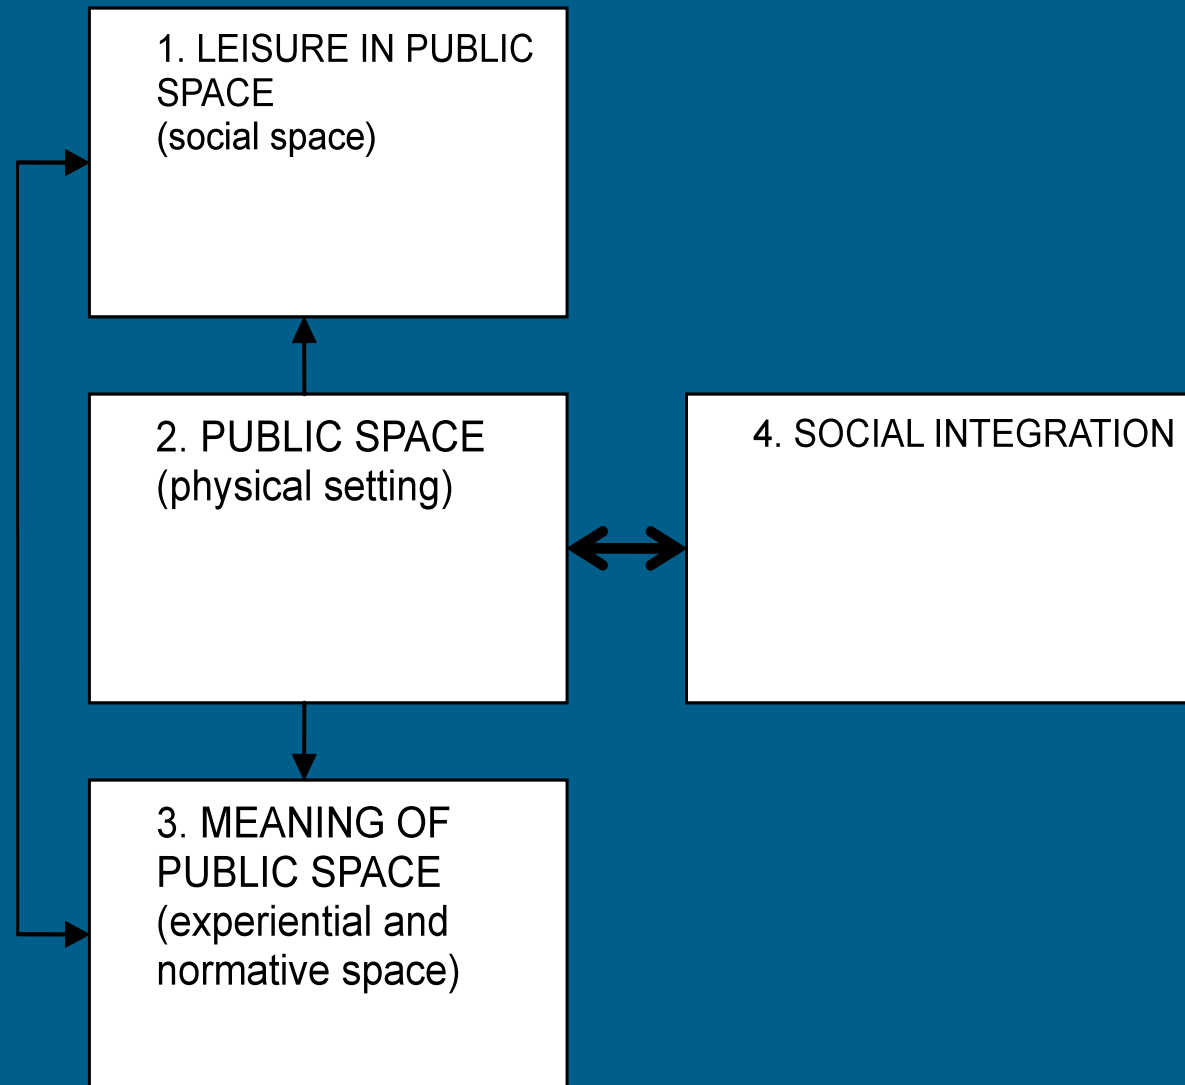 1. LEISURE IN PUBLIC
SPACE
(social space)
2. PUBLIC SPACE
(physical setting)
4. SOCIAL INTEGRATION
3. MEANING OF
PUBLIC SPACE
(experiential and
normative space)